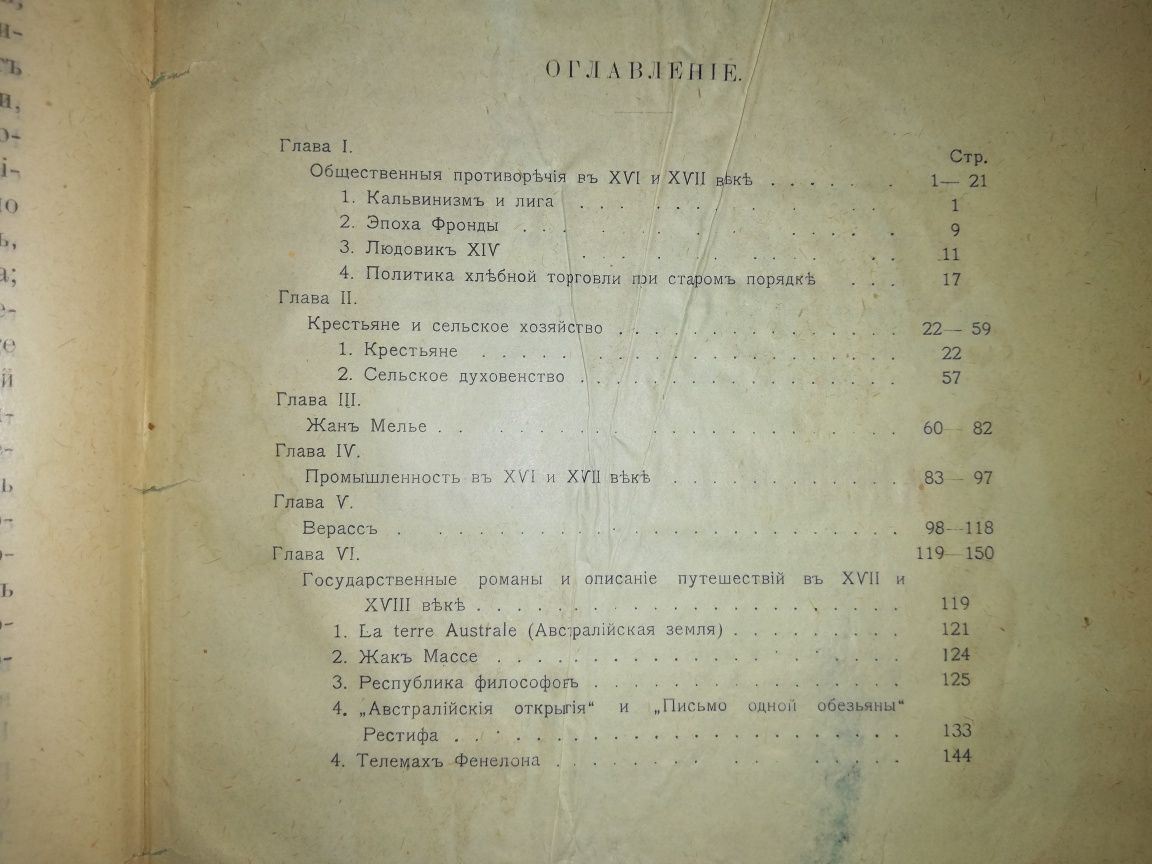 ОГЛАВЛЕНІЕ.
Глава I.
Стр.
Общественныя противорѣчія въ XVI и XVII вѣкѣ . . . . . . . 1— 21
1. Кальвинизмъ и лига . . . . . . . . . . . 1
2. Эпоха Фронды . . . . . . . . . . . . 9
3. Людовикъ XIV . . . . . . . . . . . . 11
4. Политика хлѣбной торговли при старомъ порядкѣ . . . 17
Глава II.
Крестьяне и сельское хозяйство . . . . . . . . . . . . . 22— 59
1. Крестьяне . . . . . . . . . . . . . . . 22
2. Сельское духовенство . . . . . . . . . . . . 57
Глава III.
Жанъ Мелье . . . . . . . . . . . . . . . . 60— 82
Глава IV.
Промышленность въ XVI и XVII вѣкѣ . . . . . . . . . . 83— 97
Глава V.
Верассъ . . . . . . . . . . . . . . . . . 98—118
Глава VI. 119—150
Государственные романы и описаніе путешествій въ XVII и
XVIII вѣкѣ . . . . . . . . . . . . . . . . 119
1. La terre Australe (Австралійская земля) . . . . . . . . 121
2. Жакъ Массе . . . . . . . . . . . . . . . 124
3. Республика философовъ . . . . . . . . . . . 125
4. „Австралійскія открытія“ и „Письмо одной обезьяны“
Рестифа . . . . . . . . . . . . . . . . 133
4. Телемахъ Фенелона . . . . . . . . . . . . . 144